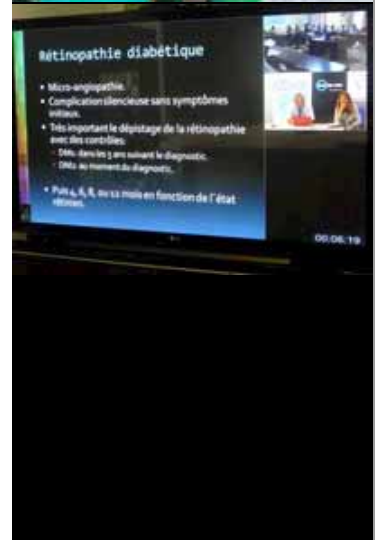 Rétinopathie diabétique
• Micro-angiopathie.
• Complication silencieuse sans symptômes
initiaux.
• Très important le dépistage de la rétinopathie
avec des contrôles:
– DM1: dans les 5 ans suivant le diagnostic.
– DM2: au moment du diagnostic.
• Puis 4, 6, 8, ou 12 mois en fonction de l'état
rétinien.
00:06:19